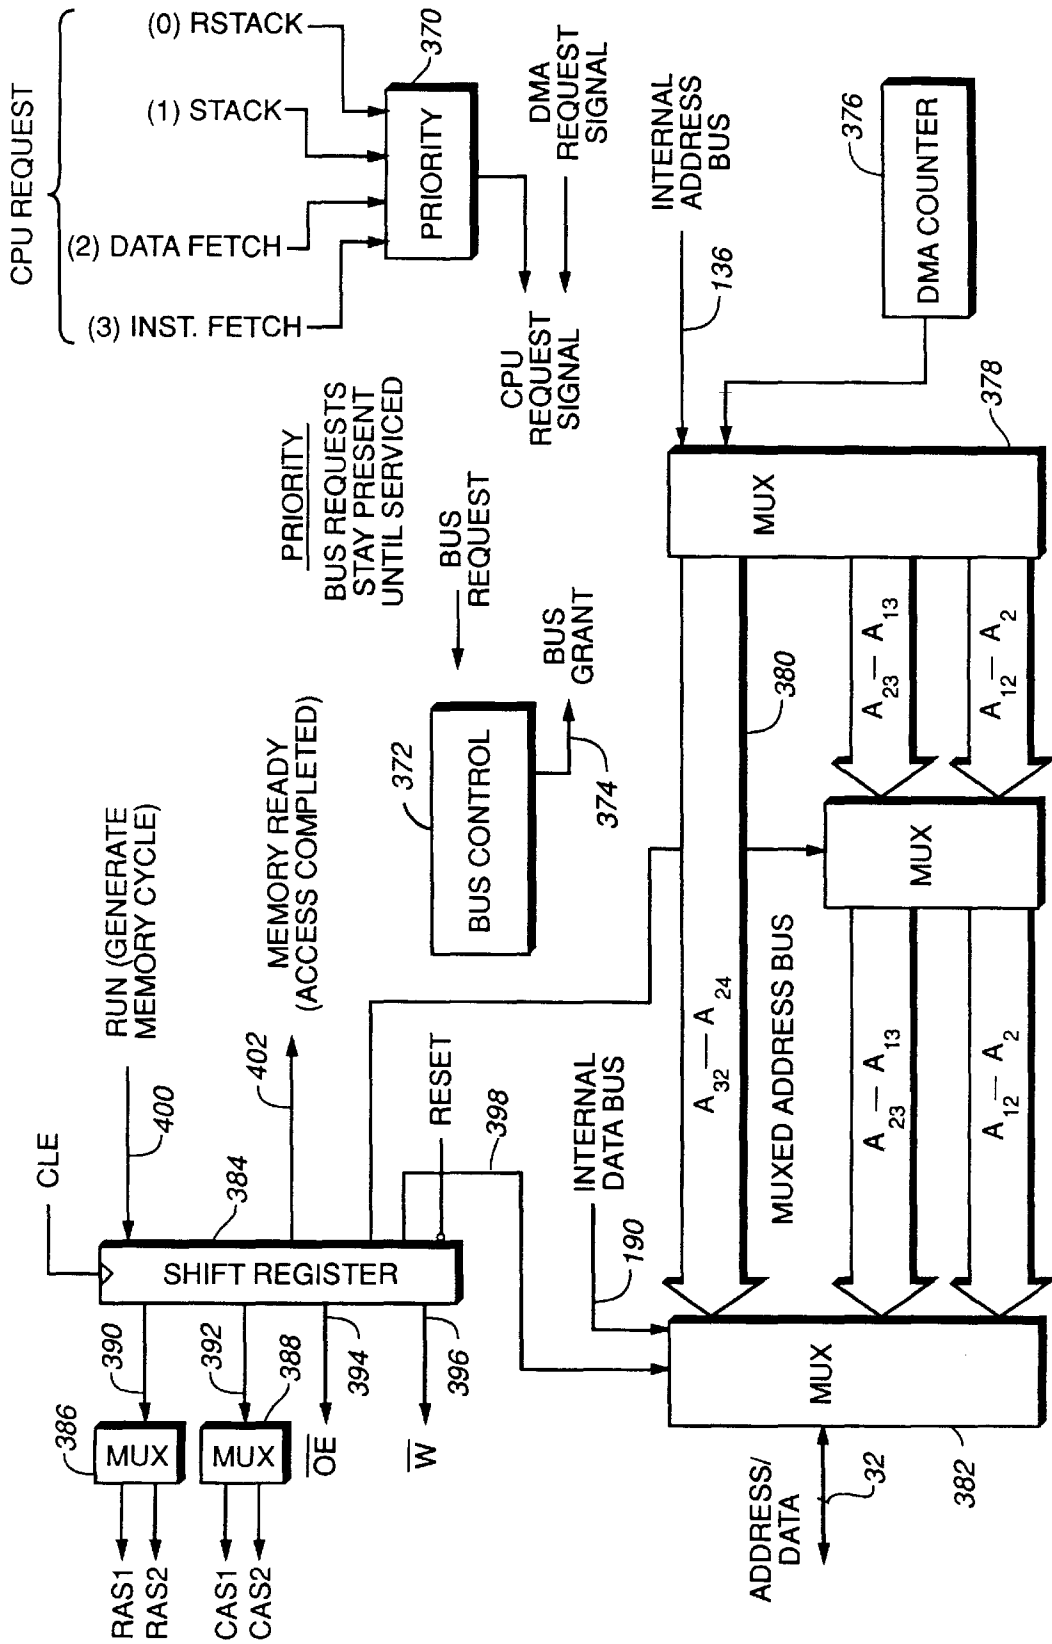 CPU REQUEST
(0) RSTACK
(1) STACK
(2) DATA FETCH
(3) INST. FETCH
370
PRIORITY
DMA
REQUEST
SIGNAL
CPU
REQUEST
SIGNAL
PRIORITY
BUS REQUESTS
STAY PRESENT
UNTIL SERVICED
BUS
REQUEST
372
BUS CONTROL
BUS
GRANT
374
CLE
RUN (GENERATE
MEMORY CYCLE)
400
384
SHIFT REGISTER
MEMORY READY
(ACCESS COMPLETED)
402
RESET
398
390
392
394
396
386
MUX
388
MUX
RAS1
RAS2
CAS1
CAS2
OE
W
INTERNAL
ADDRESS
BUS
136
376
DMA COUNTER
378
MUX
A32—A24
380
A23—A13
A12—A2
MUX
MUXED ADDRESS BUS
A23—A13
A12—A2
INTERNAL
DATA BUS
190
MUX
382
ADDRESS/
DATA
32